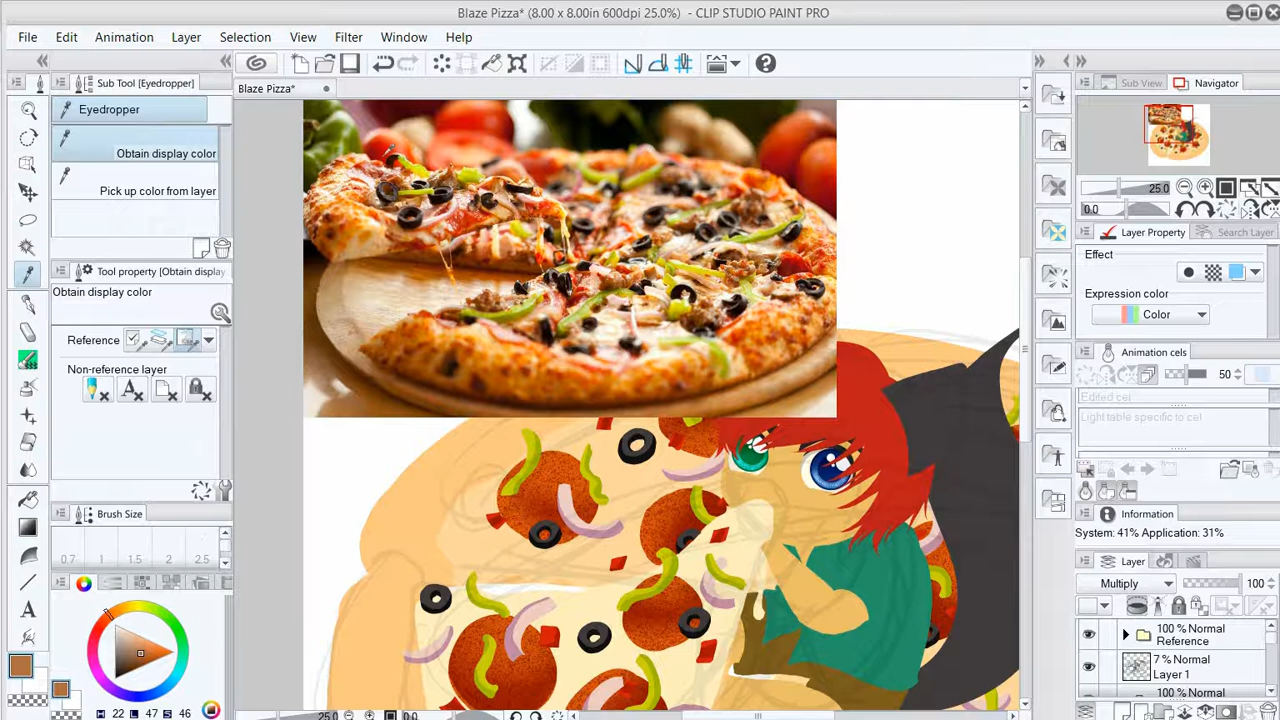 Blaze Pizza* (8.00 x 8.00in 600dpi 25.0%) - CLIP STUDIO PAINT PRO
File Edit Animation Layer Selection View Filter Window Help
Sub Tool [Eyedropper]
Blaze Pizza*
Sub View Navigator
Eyedropper
Obtain display color
Pick up color from layer
25.0
0.0
Layer Property Search Layer
Tool property [Obtain display
Effect
Obtain display color
Expression color
Color
Reference
Animation cels
Non-reference layer
50
Edited cel
Light table specific to cel
Brush Size
Information
System: 41% Application: 31%
0.7 1 1.5 2 2.5
Layer
Multiply 100
100 % Normal
Reference
7 % Normal
Layer 1
100 % Normal
H 22 L 47 S 46
25.0 0.0